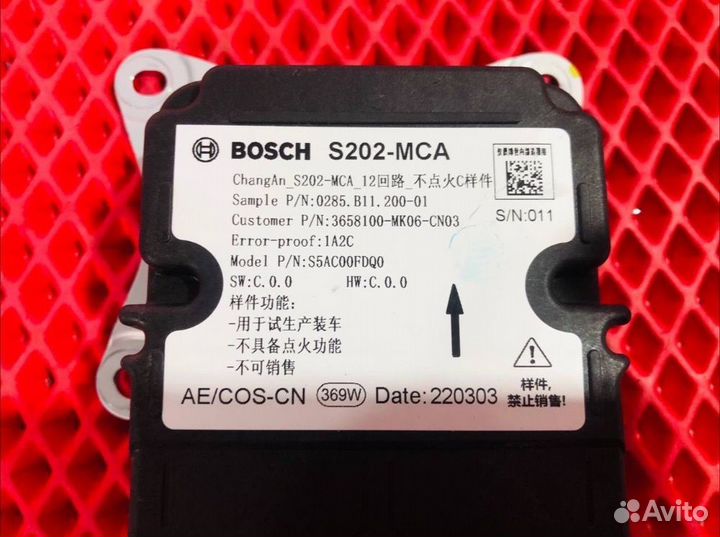 BOSCH S202-MCA
ChangAn_S202-MCA_12回路_不点火C样件
Sample P/N:0285.B11.200-01
Customer P/N:3658100-MK06-CN03
S/N:011
Error-proof:1A2C
Model P/N:S5AC00FDQ0
SW:C.0.0 HW:C.0.0
样件功能:
-用于试生产装车
-不具备点火功能
-不可销售
样件,
禁止销售!
AE/COS-CN 369W Date:220303
Avito